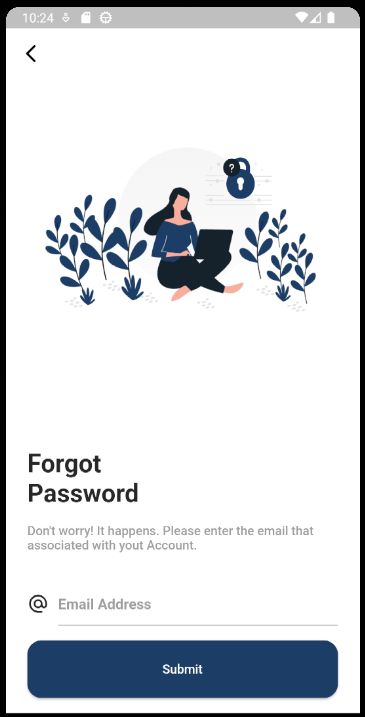 10:24
?
Forgot
Password
Don't worry! It happens. Please enter the email that
associated with yout Account.
@ Email Address
Submit